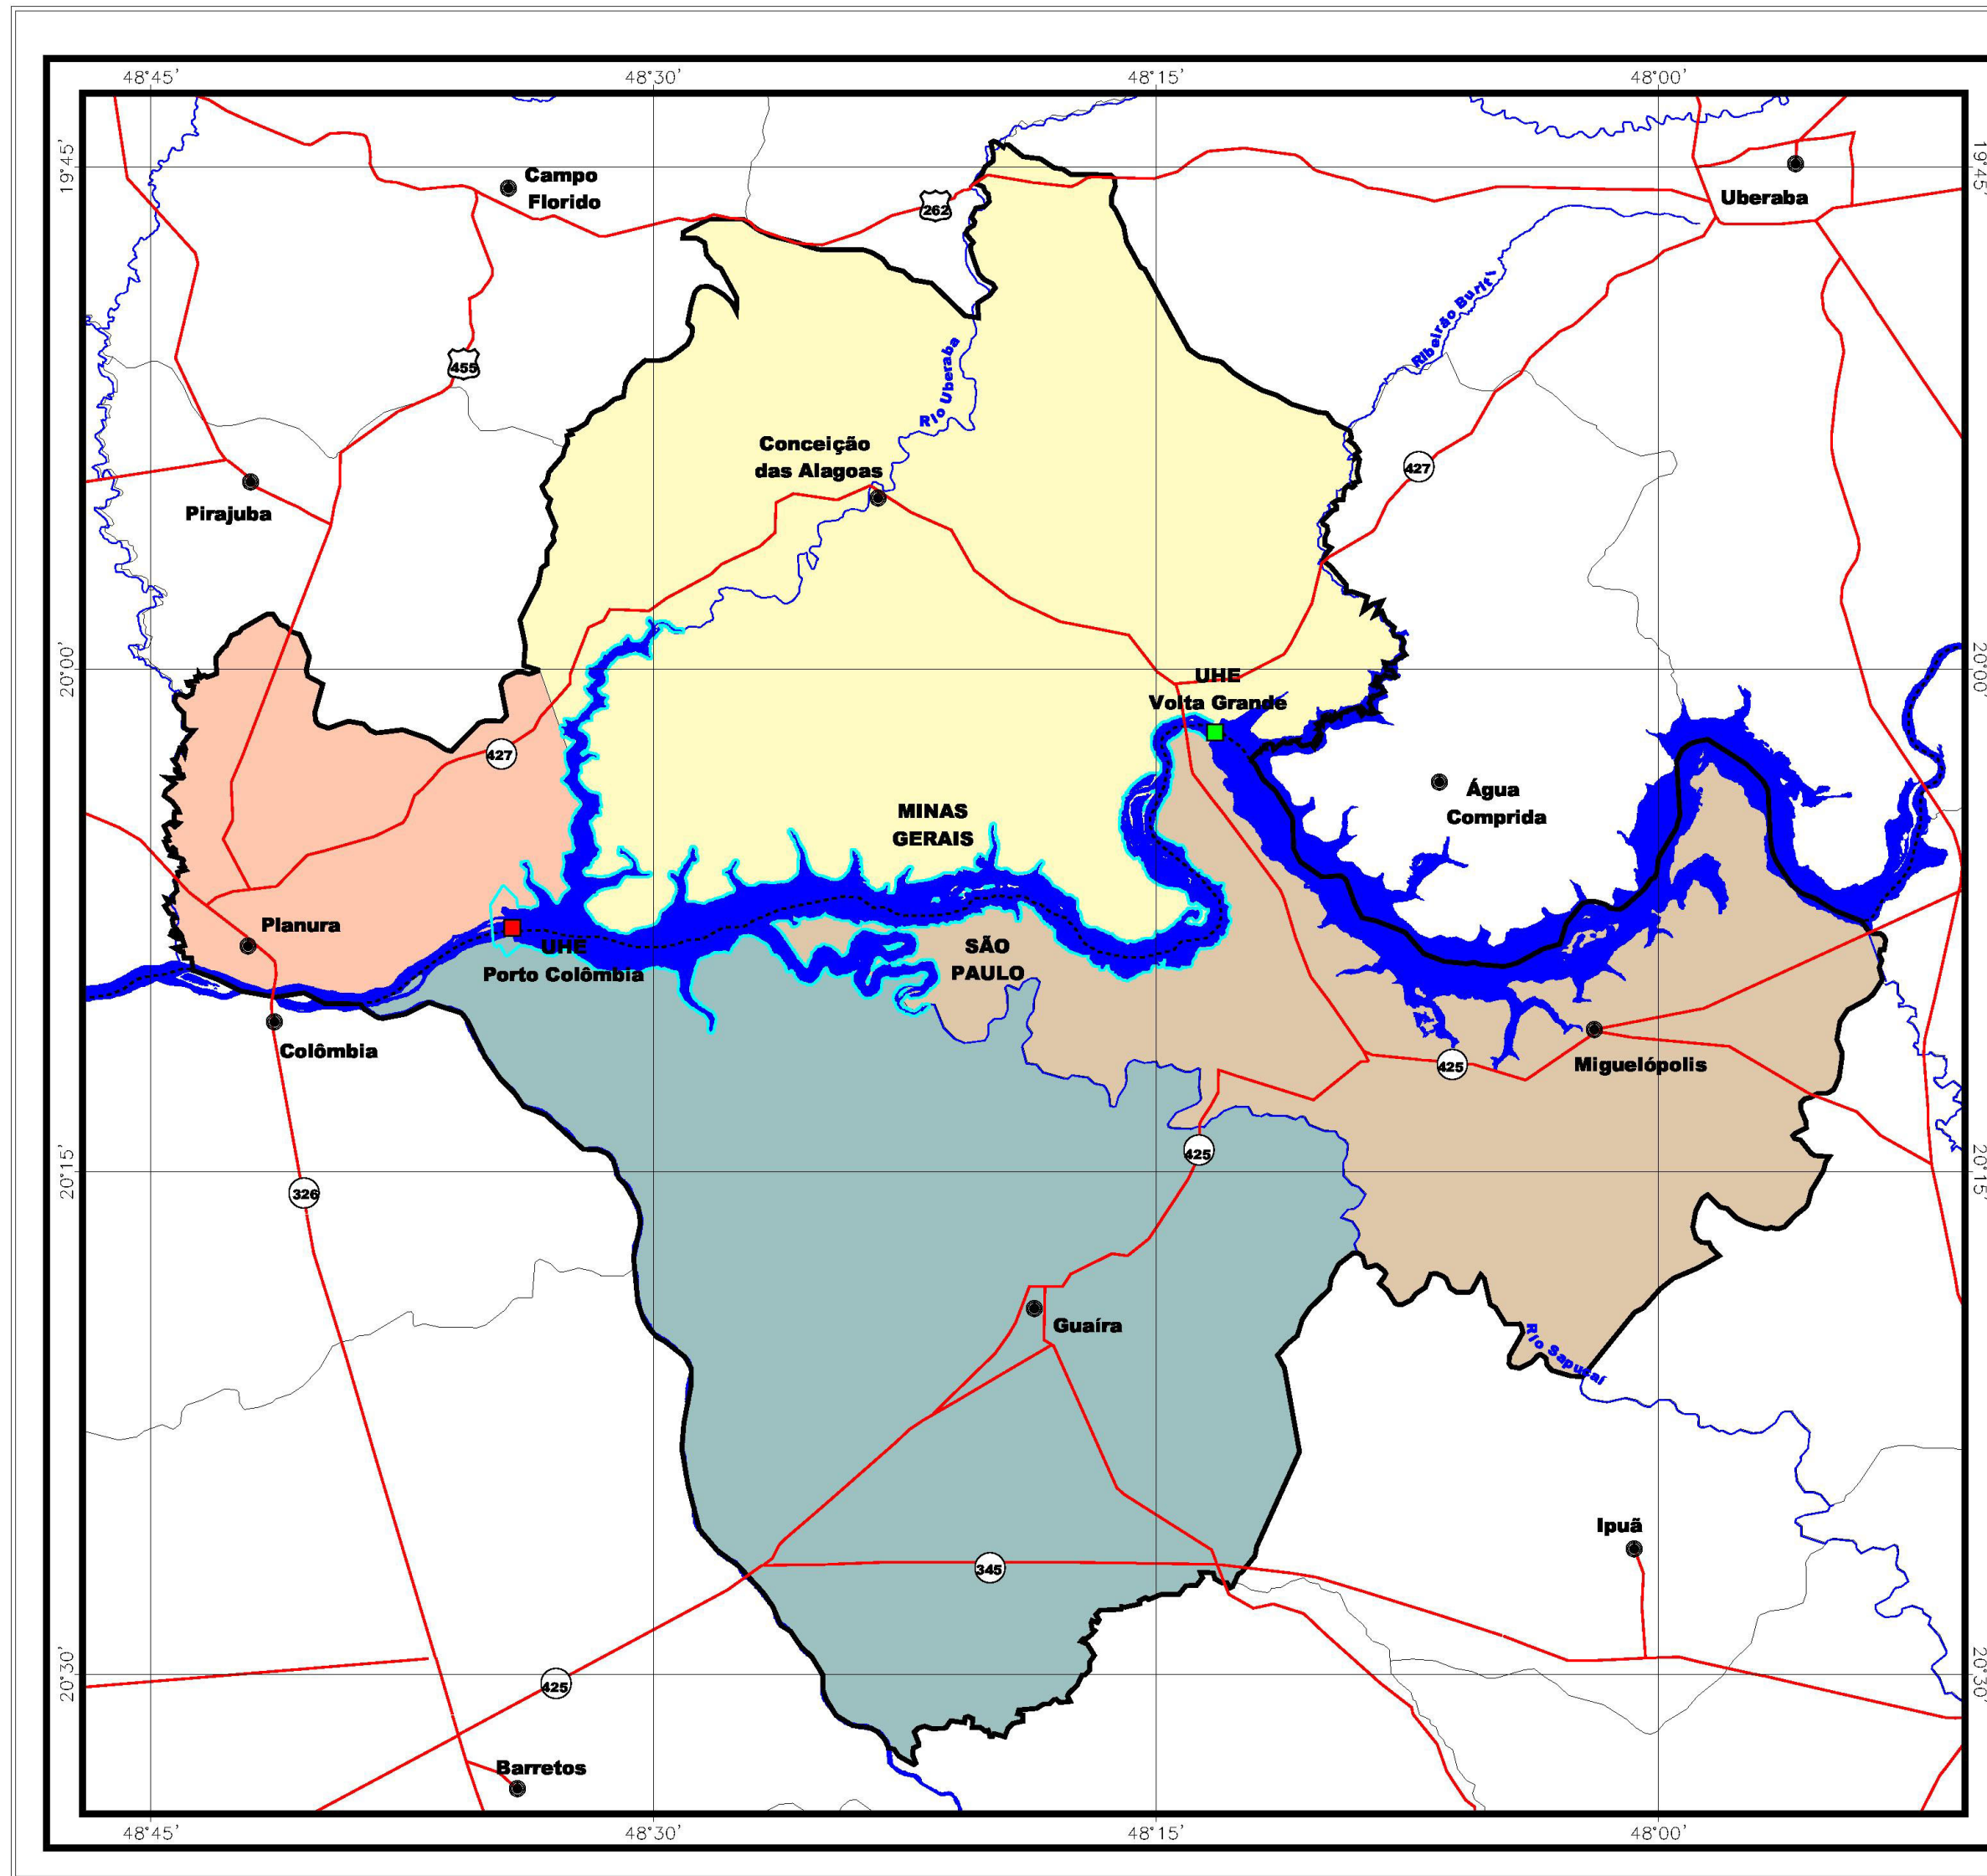 48°45'
48°30'
48°15'
48°00'
19°45'
19°45'
Campo
Florido
262
Uberaba
Ribeirão Buriti
455
Rio Uberaba
Conceição
das Alagoas
427
Pirajuba
20°00'
20°00'
UHE
Volta Grande
427
Água
Comprida
MINAS
GERAIS
Planura
UHE
Porto Colômbia
SÃO
PAULO
Colômbia
425
Miguelópolis
425
20°15'
20°15'
326
Guaíra
Rio Sapucaí
Ipuã
345
20°30'
20°30'
425
Barretos
48°45'
48°30'
48°15'
48°00'